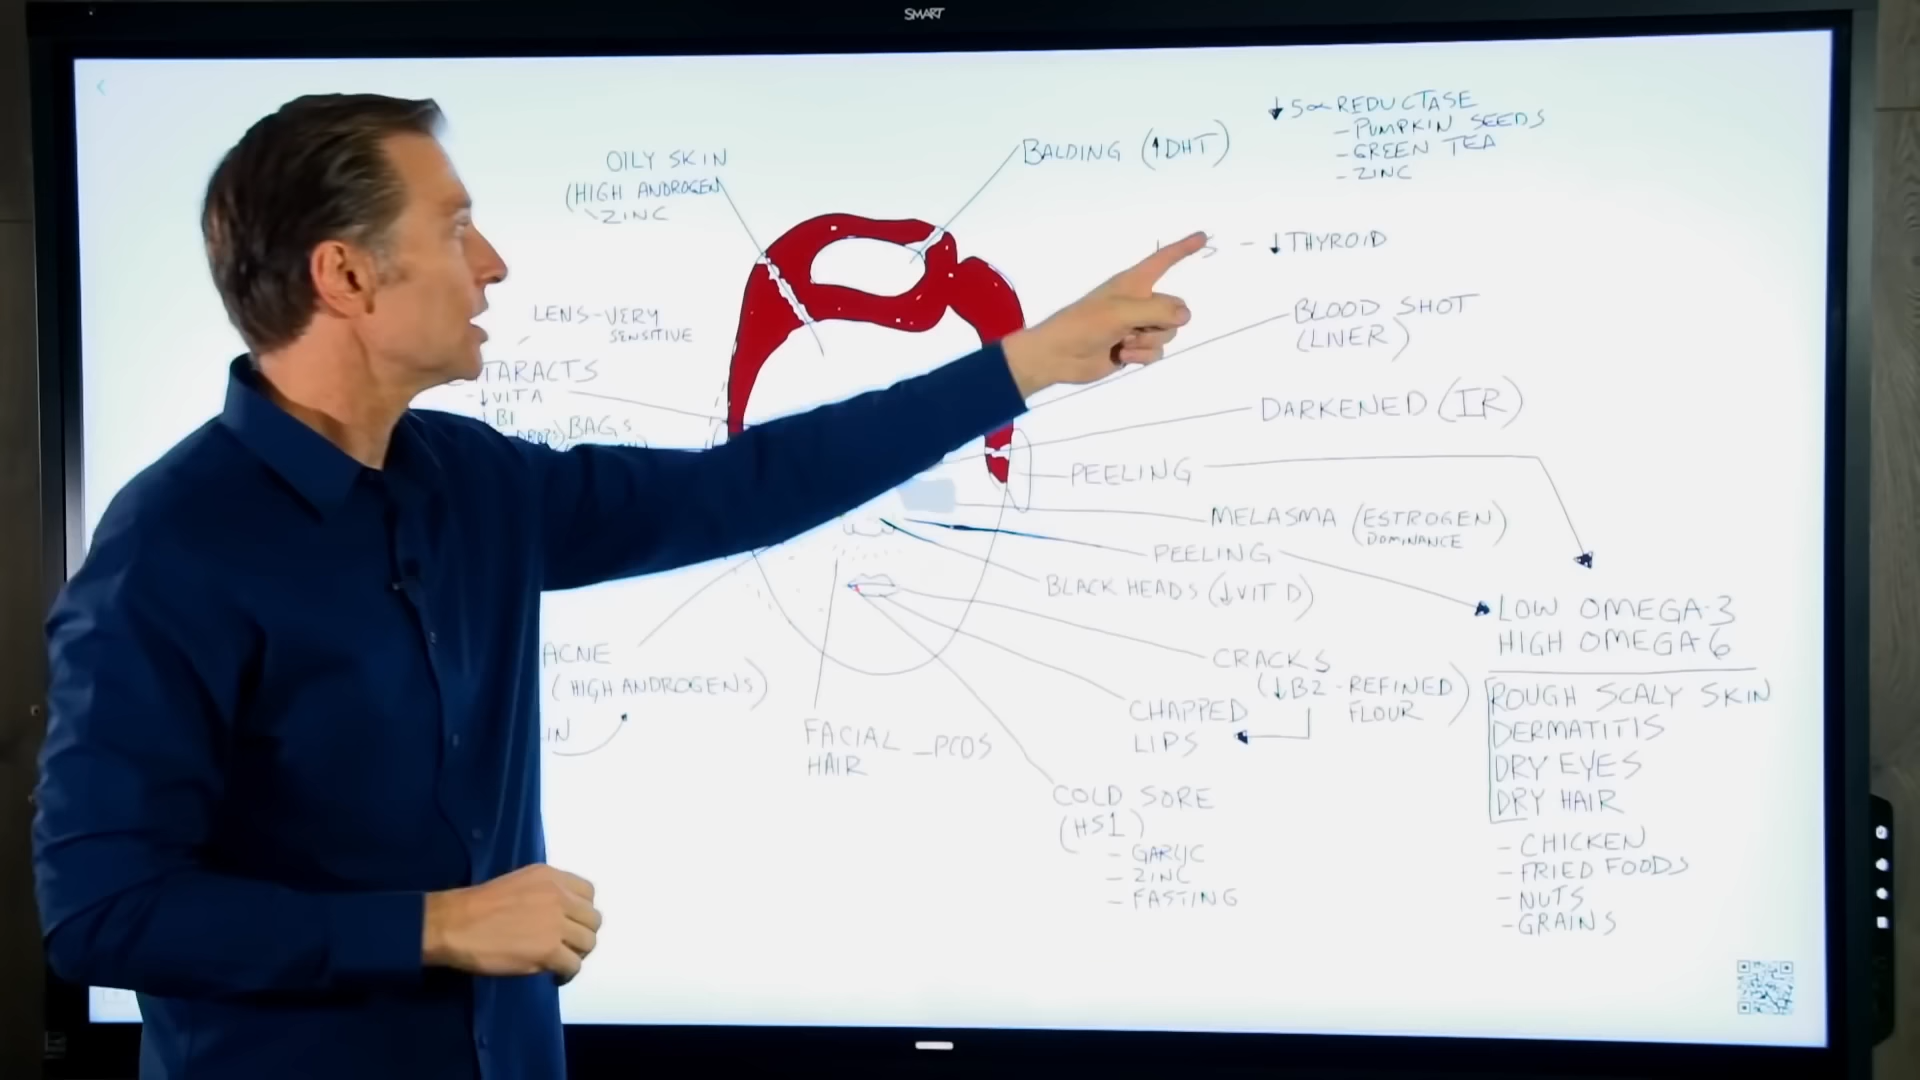 SMART
OILY SKIN
(HIGH ANDROGEN
ZINC
BALDING (↑DHT)
↓5α REDUCTASE
-PUMPKIN SEEDS
-GREEN TEA
-ZINC
- ↓THYROID
LENS-VERY
SENSITIVE
TARACTS
-↓VIT A
↓B1
BAGS
BLOOD SHOT
(LIVER)
DARKENED (IR)
PEELING
MELASMA (ESTROGEN)
DOMINANCE
PEELING
BLACK HEADS (↓VIT D)
LOW OMEGA-3
HIGH OMEGA-6
ROUGH SCALY SKIN
DERMATITIS
DRY EYES
DRY HAIR
-CHICKEN
-FRIED FOODS
-NUTS
-GRAINS
CRACKS
(↓B2-REFINED
FLOUR)
CHAPPED
LIPS
COLD SORE
(HS1)
- GARLIC
- ZINC
- FASTING
FACIAL -PCOS
HAIR
ACNE
(HIGH ANDROGENS)
IN